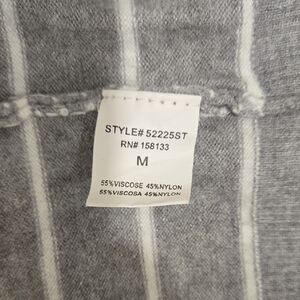 STYLE# 52225ST
RN# 158133
M
55%VISCOSE 45%NYLON
55%VISCOSA 45%NYLON